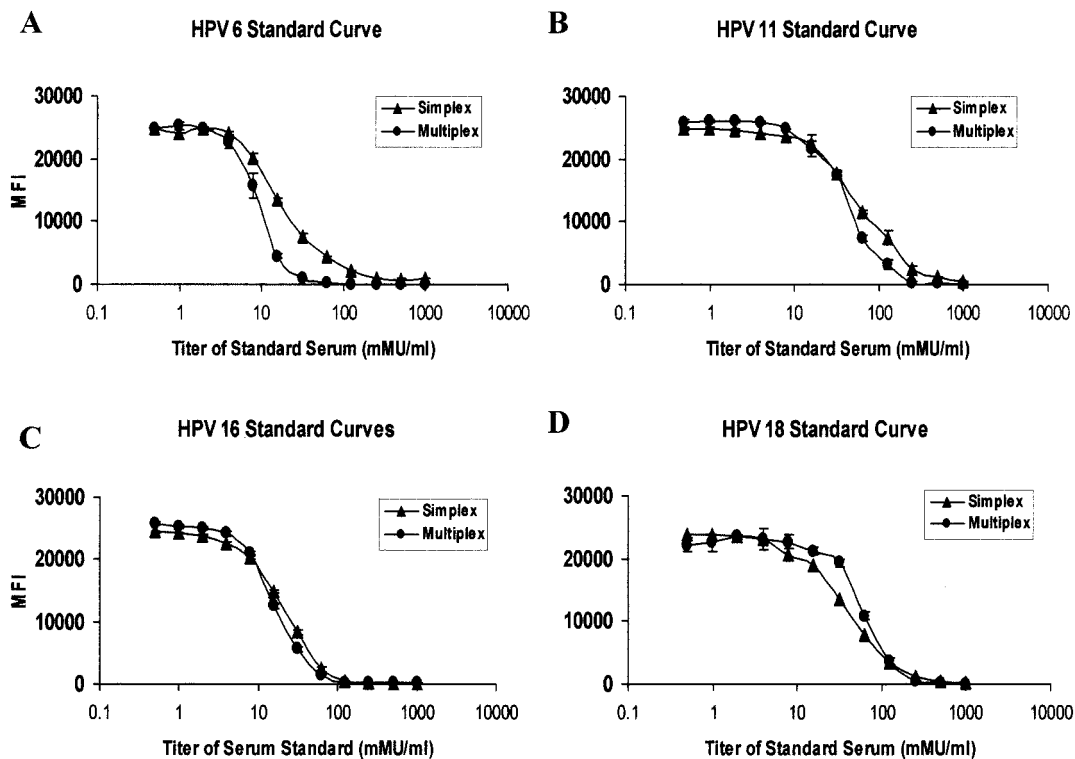 A
HPV 6 Standard Curve
30000
20000
10000
0
MFI
Simplex
Multiplex
0.1 1 10 100 1000 10000
Titer of Standard Serum (mMU/ml)
B
HPV 11 Standard Curve
30000
20000
10000
0
Simplex
Multiplex
0.1 1 10 100 1000 10000
Titer of Standard Serum (mMU/ml)
C
HPV 16 Standard Curves
30000
20000
10000
0
MFI
Simplex
Multiplex
0.1 1 10 100 1000 10000
Titer of Serum Standard (mMU/ml)
D
HPV 18 Standard Curve
30000
20000
10000
0
Simplex
Multiplex
0.1 1 10 100 1000 10000
Titer of Standard Serum (mMU/ml)